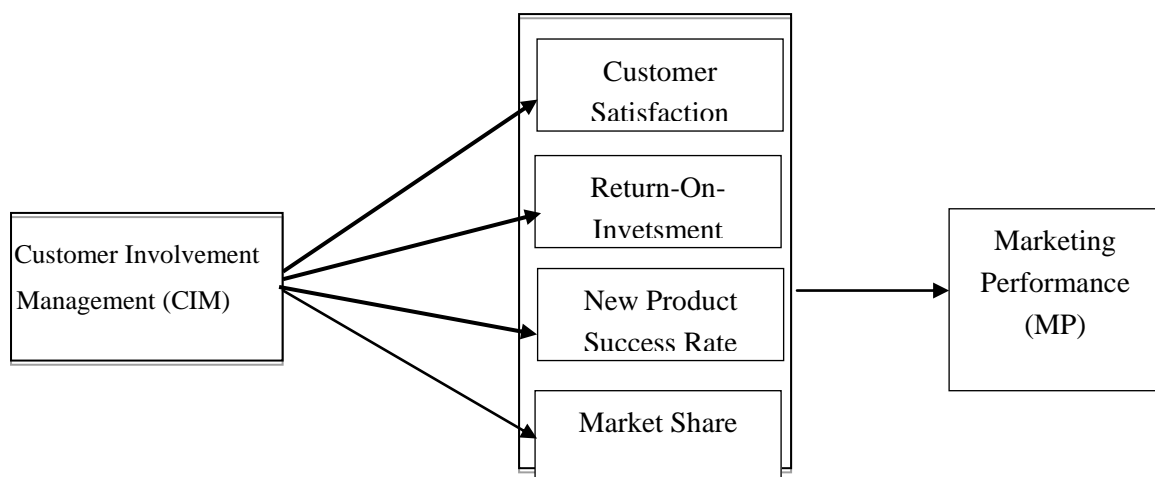 Customer
Satisfaction
Return-On-
Invetsment
Customer Involvement
Management (CIM)
New Product
Success Rate
Market Share
Marketing
Performance
(MP)